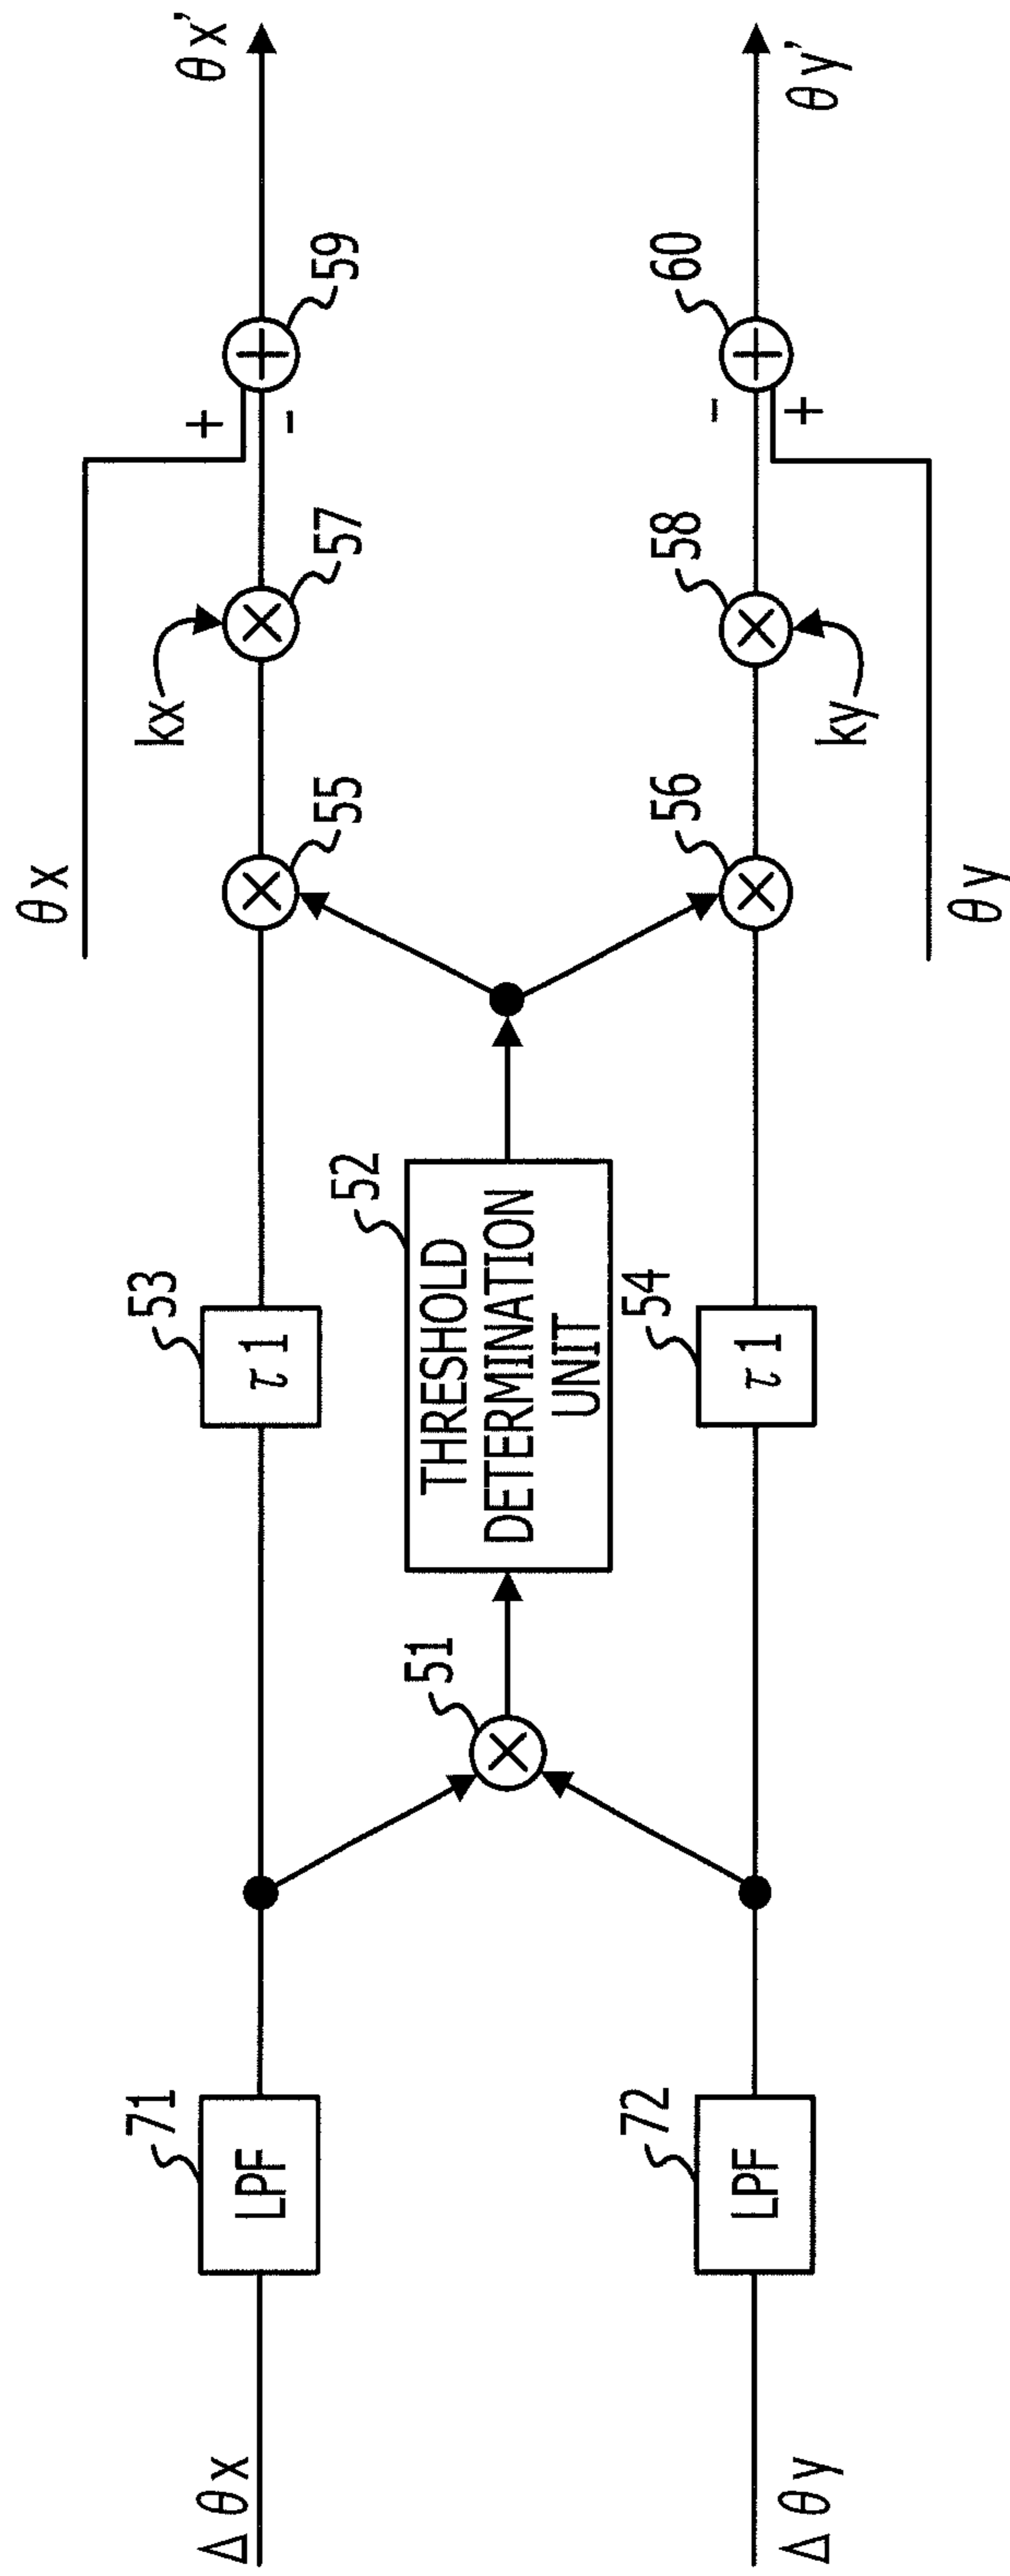 Δθx
71
LPF
53
τ1
θx
55
kx
57
+
-
59
θx'
51
52
THRESHOLD
DETERMINATION
UNIT
Δθy
72
LPF
54
τ1
56
58
ky
-
+
60
θy
θy'